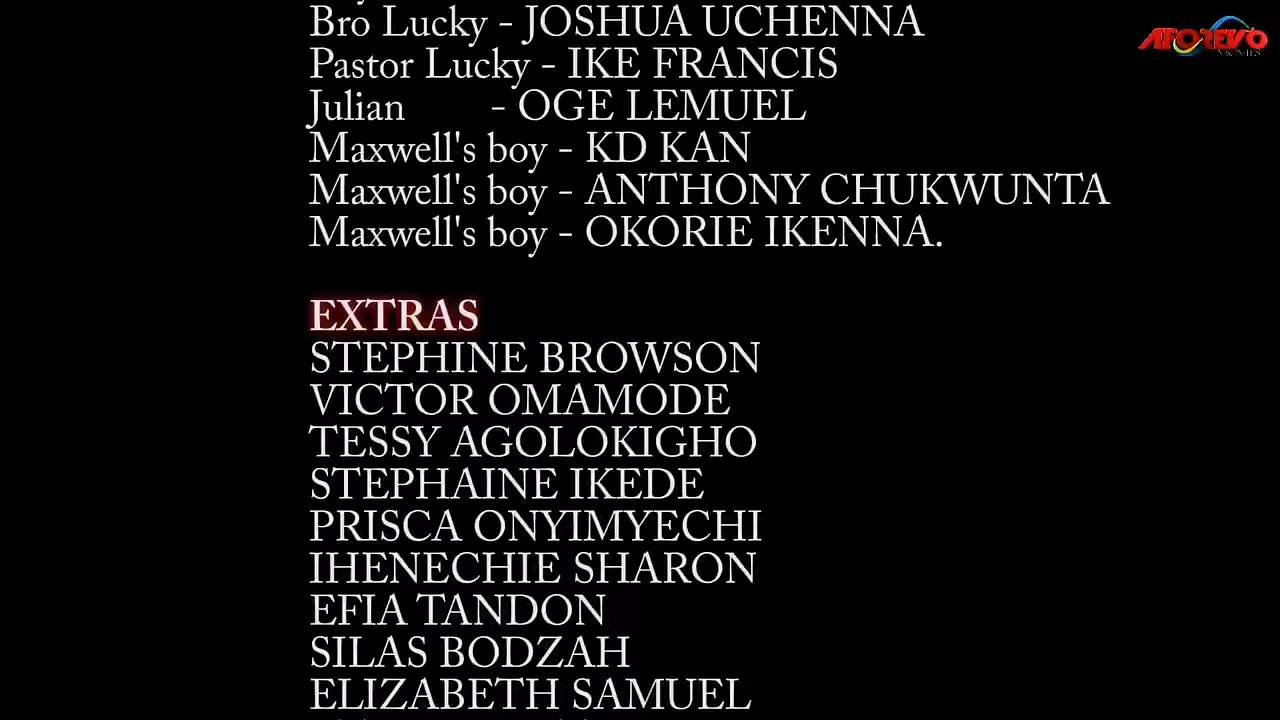 Bro Lucky - JOSHUA UCHENNA
Pastor Lucky - IKE FRANCIS
Julian - OGE LEMUEL
Maxwell's boy - KD KAN
Maxwell's boy - ANTHONY CHUKWUNTA
Maxwell's boy - OKORIE IKENNA.
EXTRAS
STEPHINE BROWSON
VICTOR OMAMODE
TESSY AGOLOKIGHO
STEPHAINE IKEDE
PRISCA ONYIMYECHI
IHENECHIE SHARON
EFIA TANDON
SILAS BODZAH
ELIZABETH SAMUEL
AFOREVO
MOVIES